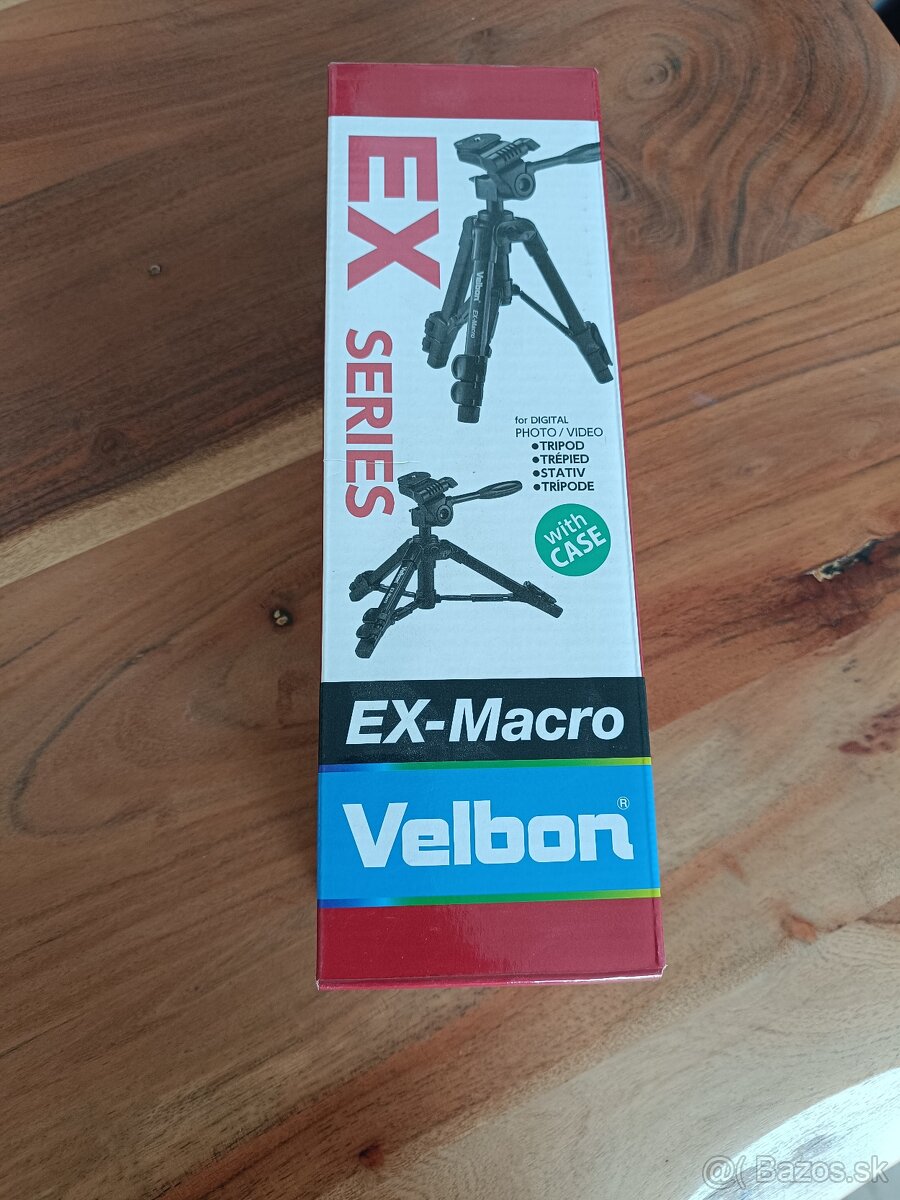 EX SERIES
Velbon EX-Macro
for DIGITAL
PHOTO / VIDEO
●TRIPOD
●TRÉPIED
●STATIV
●TRÍPODE
with
CASE
EX-Macro
Velbon®
@( Bazos.sk